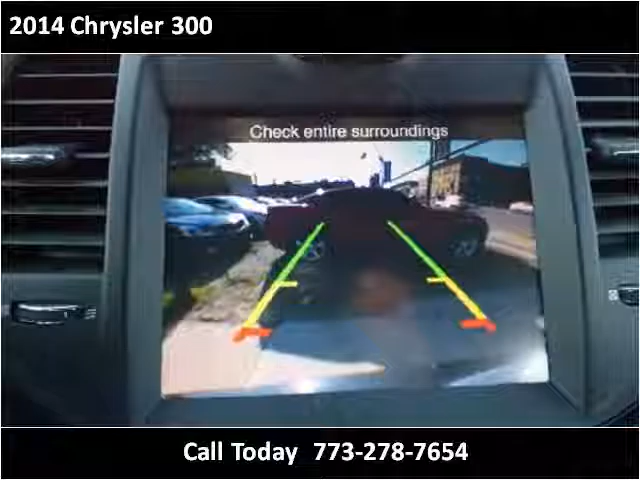 2014 Chrysler 300
Check entire surroundings
Call Today 773-278-7654